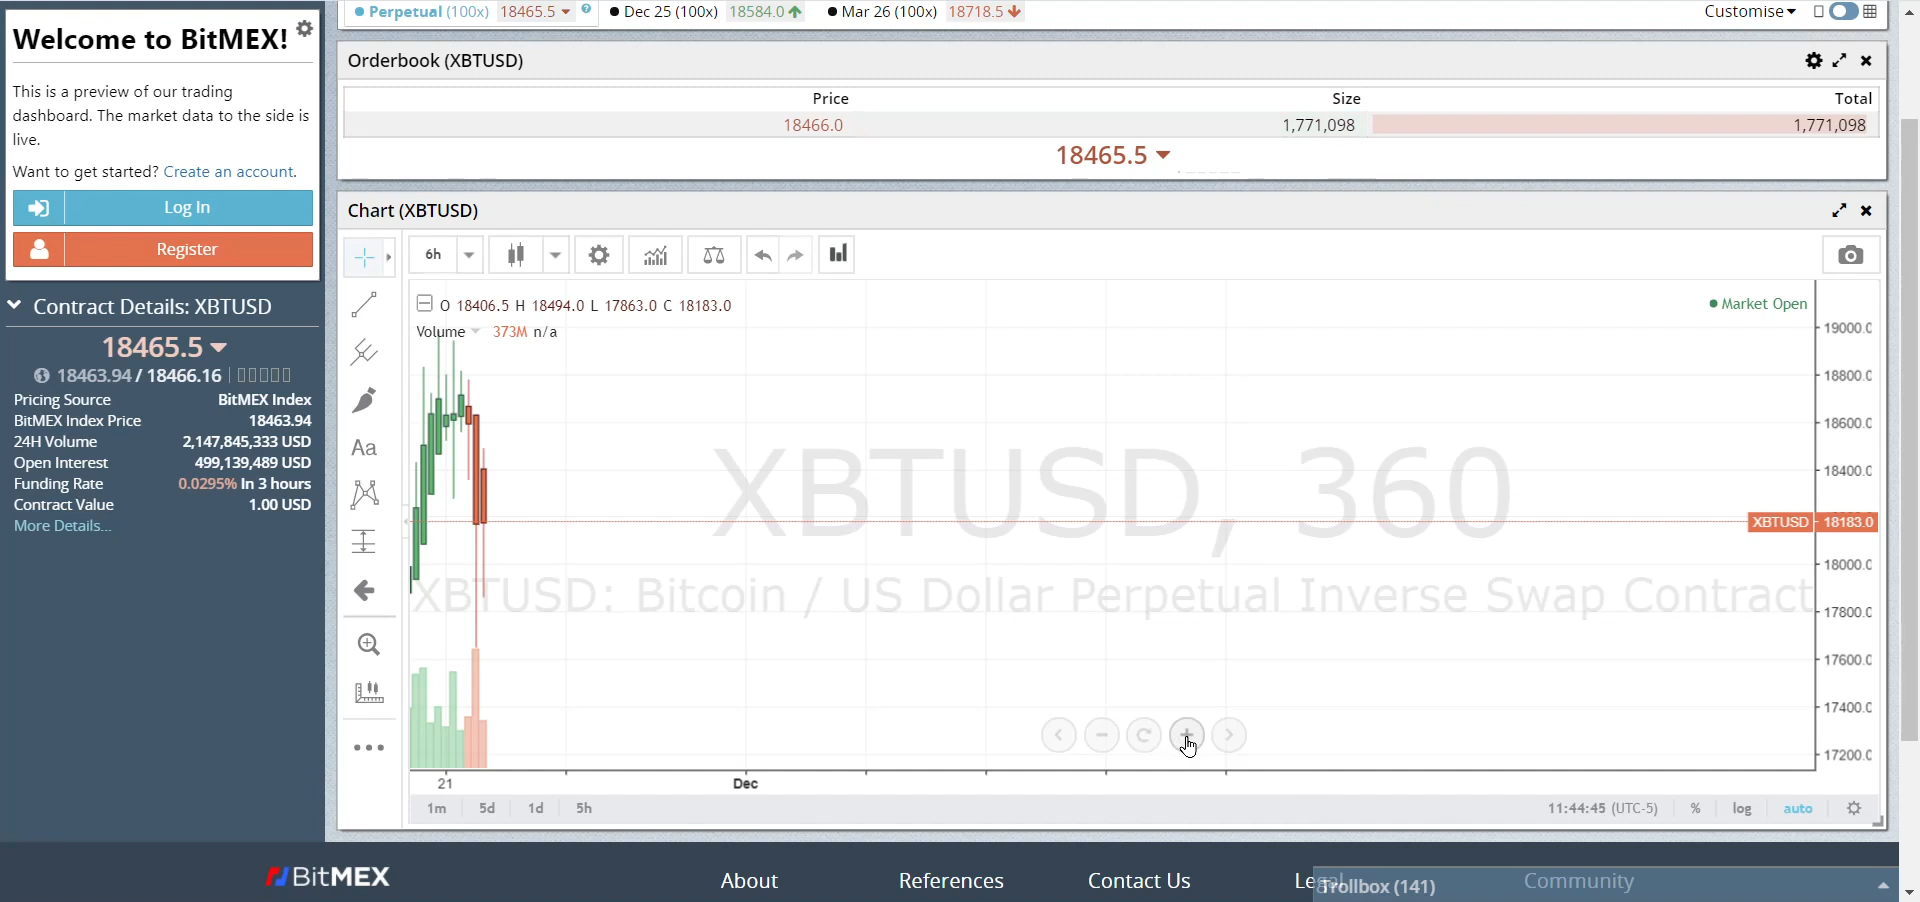 Welcome to BitMEX!
This is a preview of our trading
dashboard. The market data to the side is
live.
Want to get started? Create an account.
Log In
Register
Contract Details: XBTUSD
18465.5
18463.94 / 18466.16
Pricing Source BitMEX Index
BitMEX Index Price 18463.94
24H Volume 2,147,845,333 USD
Open Interest 499,139,489 USD
Funding Rate 0.0295% In 3 hours
Contract Value 1.00 USD
More Details...
Perpetual (100x) 18465.5 Dec 25 (100x) 18584.0 Mar 26 (100x) 18718.5 Customise
Orderbook (XBTUSD)
Price Size Total
18466.0 1,771,098 1,771,098
18465.5
Chart (XBTUSD)
6h
O 18406.5 H 18494.0 L 17863.0 C 18183.0
Market Open
Volume 373M n/a
Aa
XBTUSD, 360
XBTUSD: Bitcoin / US Dollar Perpetual Inverse Swap Contract
19000.0
18800.0
18600.0
18400.0
XBTUSD 18183.0
18000.0
17800.0
17600.0
17400.0
17200.0
21 Dec
1m 5d 1d 5h 11:44:45 (UTC-5) % log auto
BitMEX About References Contact Us Legal Community
Trollbox (141)